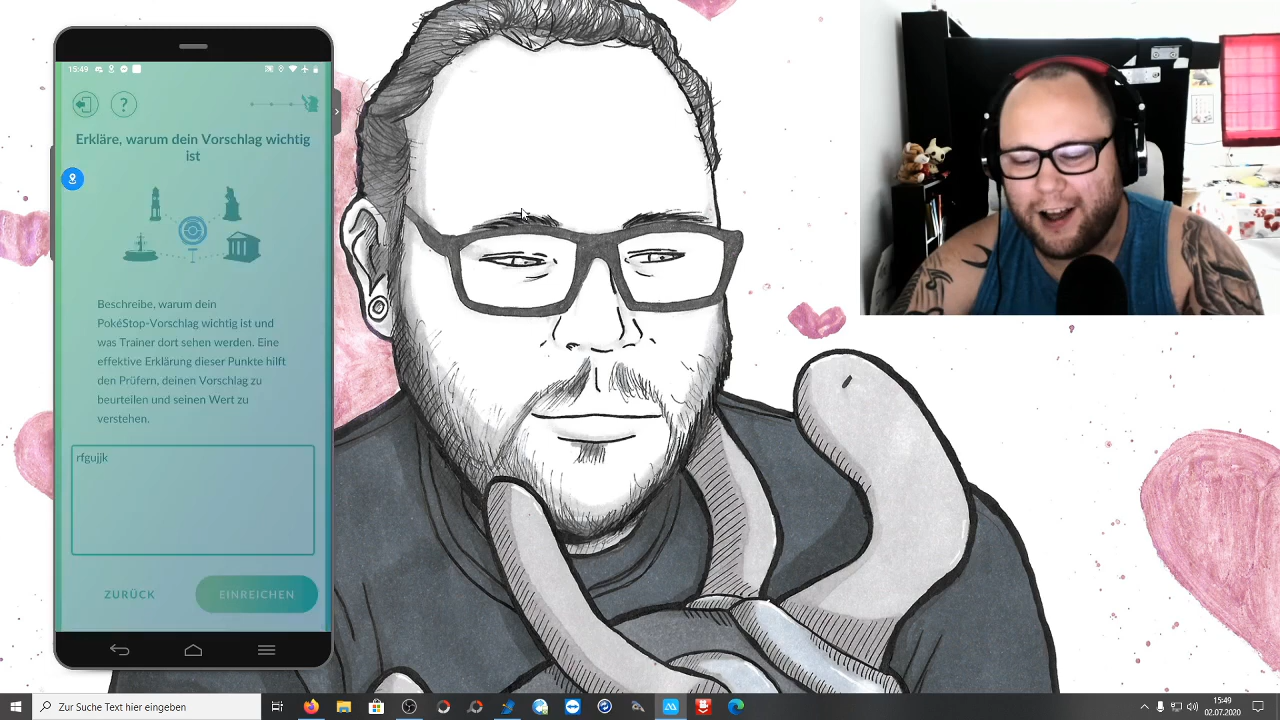 15:49
Erkläre, warum dein Vorschlag wichtig
ist
Beschreibe, warum dein
PokéStop-Vorschlag wichtig ist und
was Trainer dort sehen werden. Eine
effektive Erklärung dieser Punkte hilft
den Prüfern, deinen Vorschlag zu
beurteilen und seinen Wert zu
verstehen.
rfgujjk
ZURÜCK EINREICHEN
Zur Suche Text hier eingeben
15:49
02.07.2020